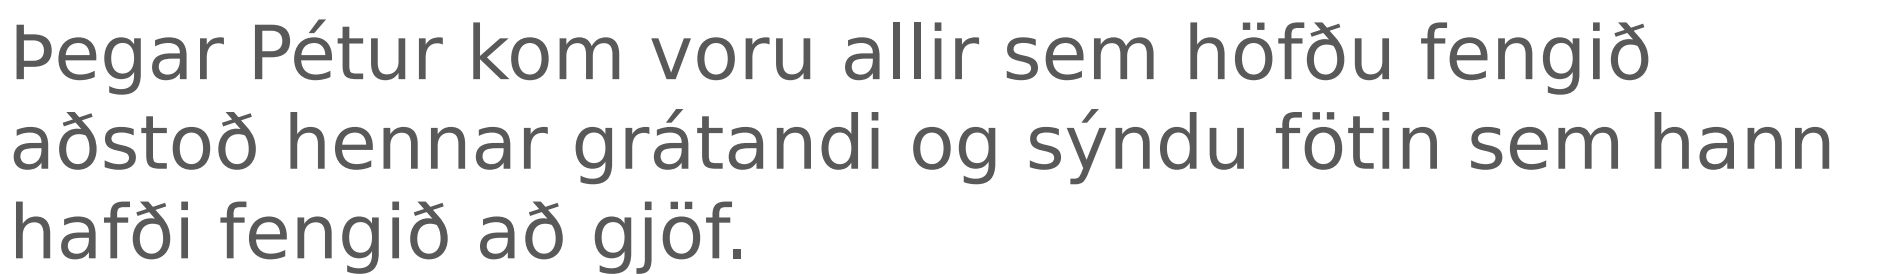 Þegar Pétur kom voru allir sem höfðu fengið
aðstoð hennar grátandi og sýndu fötin sem hann
hafði fengið að gjöf.